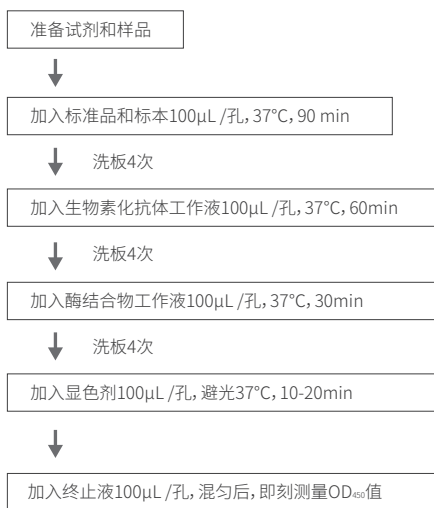 准备试剂和样品
加入标准品和标本100μL /孔，37°C，90 min
洗板4次
加入生物素化抗体工作液100μL /孔，37°C，60min
洗板4次
加入酶结合物工作液100μL /孔，37°C，30min
洗板4次
加入显色剂100μL /孔，避光37°C，10-20min
加入终止液100μL /孔，混匀后，即刻测量OD₄₅₀值